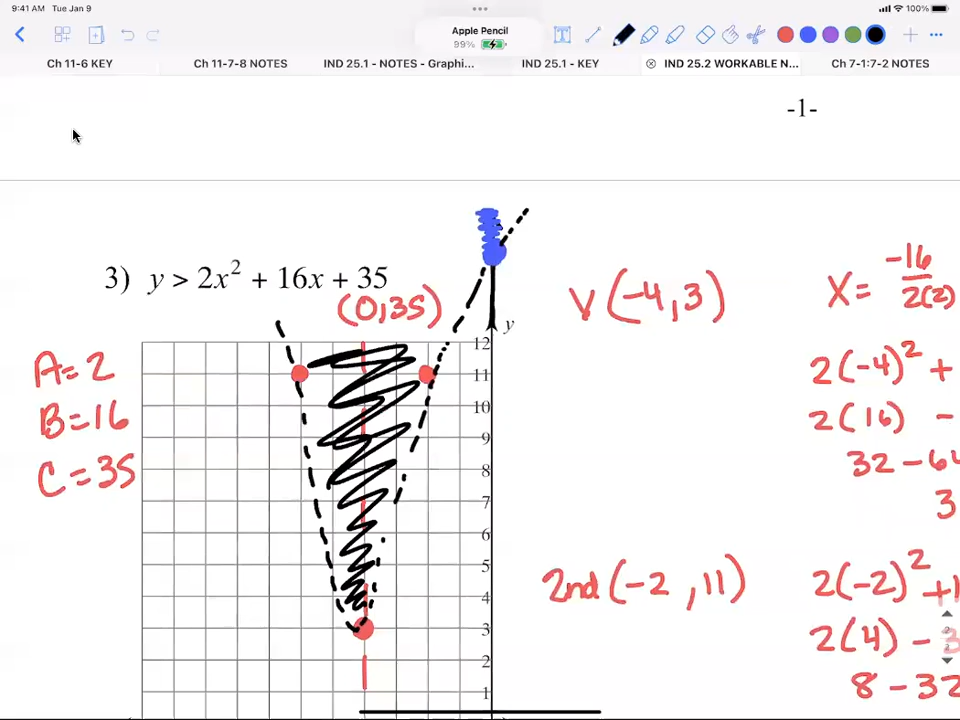 9:41 AM Tue Jan 9
100%
Apple Pencil
99%
Ch 11-6 KEY
Ch 11-7-8 NOTES
IND 25.1 - NOTES - Graphi...
IND 25.1 - KEY
IND 25.2 WORKABLE N...
Ch 7-1:7-2 NOTES
-1-
3) y > 2x² + 16x + 35
(0,35)
V(-4,3)
X= -16
2(2)
y
12
11
10
9
8
7
6
5
4
3
2
1
A=2
B=16
C=35
2(-4)² +
2(16) -
32-64
3
2nd (-2, 11)
2(-2)² +1
2(4) - 3
8-32